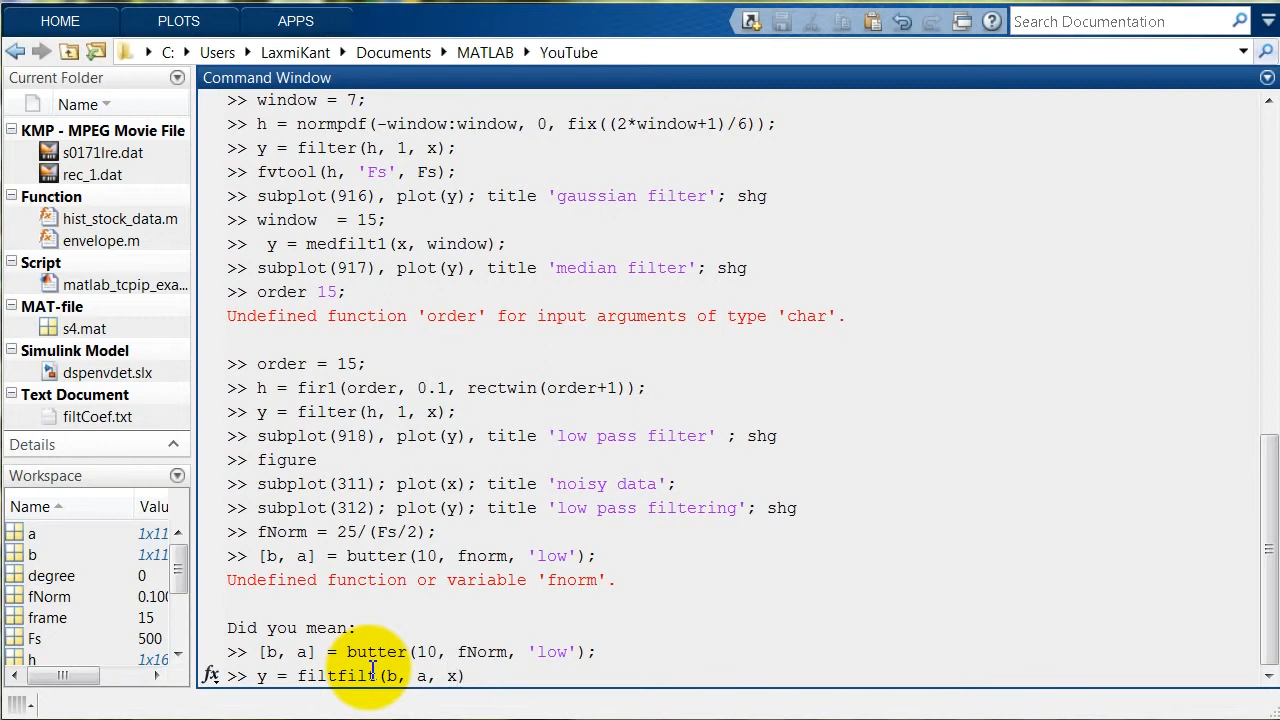 HOME PLOTS APPS
Search Documentation
C: Users LaxmiKant Documents MATLAB YouTube
Current Folder
Name
KMP - MPEG Movie File
s0171lre.dat
rec_1.dat
Function
hist_stock_data.m
envelope.m
Script
matlab_tcpip_exa...
MAT-file
s4.mat
Simulink Model
dspenvdet.slx
Text Document
filtCoef.txt
Details
Workspace
Name Valu
a 1x11
b 1x11
degree 0
fNorm 0.100
frame 15
Fs 500
h 1x16
Command Window
>> window = 7;
>> h = normpdf(-window:window, 0, fix((2*window+1)/6));
>> y = filter(h, 1, x);
>> fvtool(h, 'Fs', Fs);
>> subplot(916), plot(y); title 'gaussian filter'; shg
>> window  = 15;
>>  y = medfilt1(x, window);
>> subplot(917), plot(y), title 'median filter'; shg
>> order 15;
Undefined function 'order' for input arguments of type 'char'.
>> order = 15;
>> h = fir1(order, 0.1, rectwin(order+1));
>> y = filter(h, 1, x);
>> subplot(918), plot(y), title 'low pass filter' ; shg
>> figure
>> subplot(311); plot(x); title 'noisy data';
>> subplot(312); plot(y); title 'low pass filtering'; shg
>> fNorm = 25/(Fs/2);
>> [b, a] = butter(10, fnorm, 'low');
Undefined function or variable 'fnorm'.
Did you mean:
>> [b, a] = butter(10, fNorm, 'low');
fx >> y = filtfilt(b, a, x)